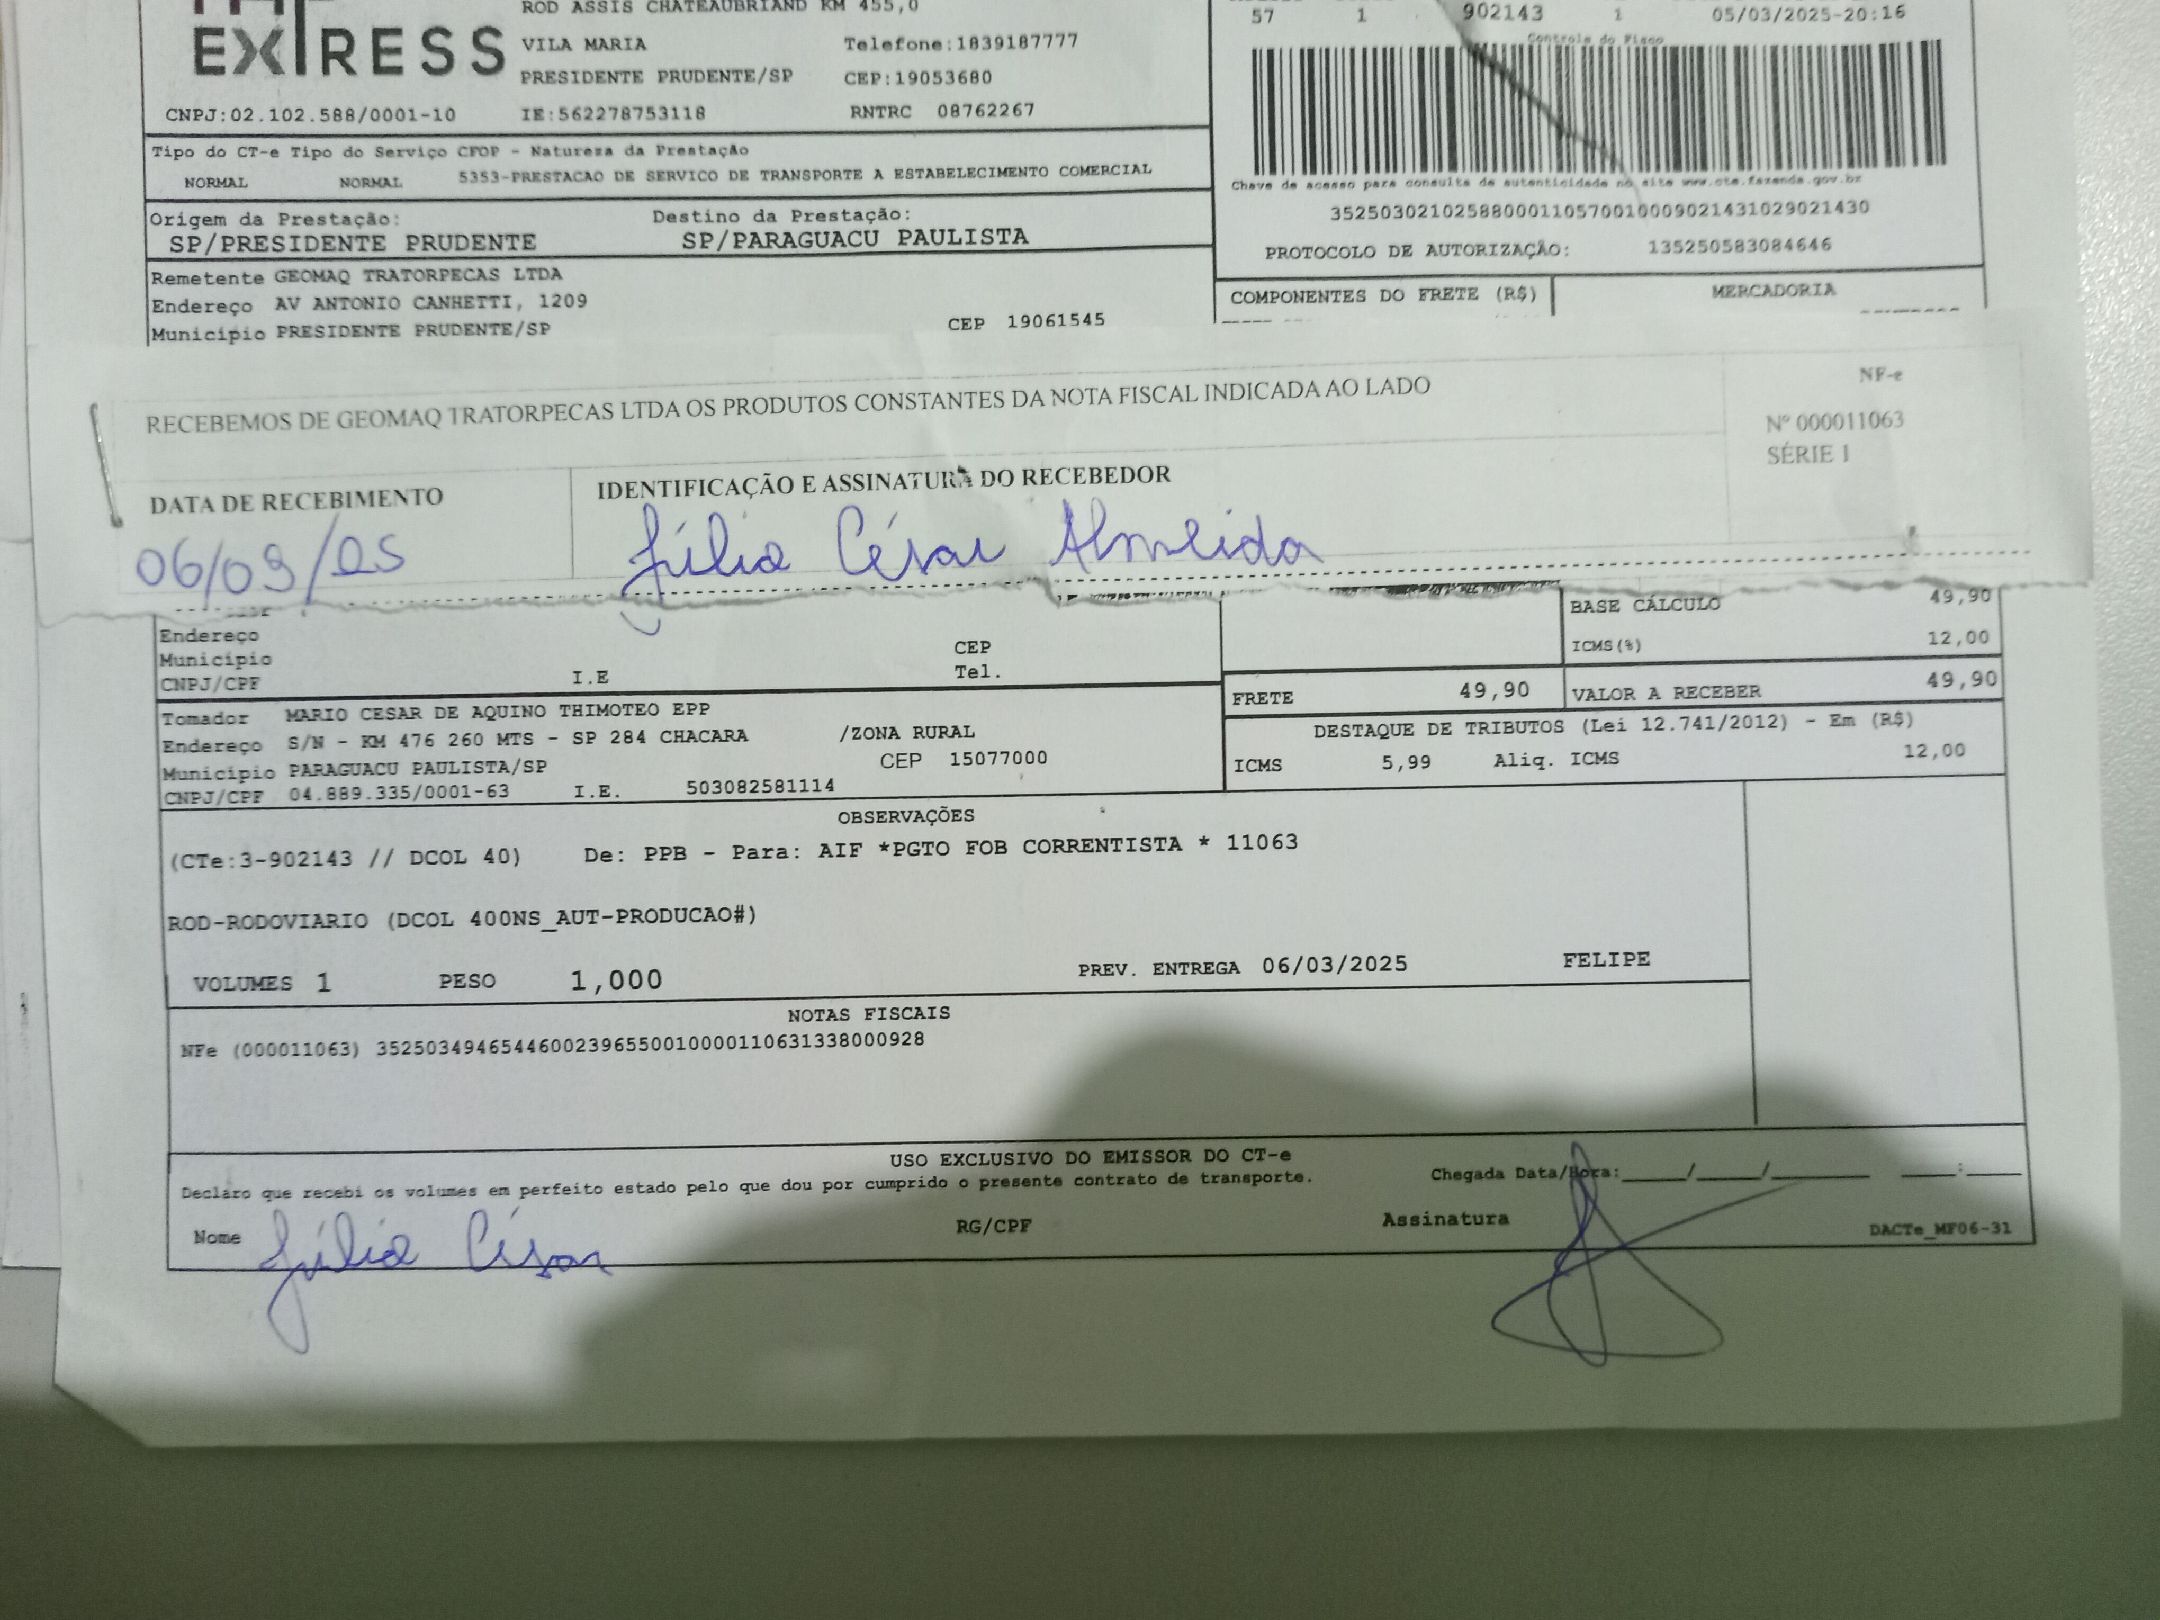 ROD ASSIS CHATEAUBRIAND KM 455,0
EXPRESS
VILA MARIA Telefone:1839187777
PRESIDENTE PRUDENTE/SP CEP:19053680
CNPJ:02.102.588/0001-10 IE:562278753118 RNTRC 08762267
57 1 902143 1 05/03/2025-20:16
Controle do Fisco
Tipo do CT-e Tipo do Serviço CFOP - Natureza da Prestação
NORMAL NORMAL 5353-PRESTACAO DE SERVICO DE TRANSPORTE A ESTABELECIMENTO COMERCIAL
Chave de acesso para consulta de autenticidade no site www.cte.fazenda.gov.br
35250302102588000110570010009021431029021430
PROTOCOLO DE AUTORIZAÇÃO: 135250583084646
Origem da Prestação: Destino da Prestação:
SP/PRESIDENTE PRUDENTE SP/PARAGUACU PAULISTA
Remetente GEOMAQ TRATORPECAS LTDA
Endereço AV ANTONIO CANHETTI, 1209
Município PRESIDENTE PRUDENTE/SP CEP 19061545
COMPONENTES DO FRETE (R$) MERCADORIA
RECEBEMOS DE GEOMAQ TRATORPECAS LTDA OS PRODUTOS CONSTANTES DA NOTA FISCAL INDICADA AO LADO
NF-e
Nº 000011063
SÉRIE 1
DATA DE RECEBIMENTO IDENTIFICAÇÃO E ASSINATURA DO RECEBEDOR
06/03/25 Júlio César Almeida
Endereço
Município CEP
CNPJ/CPF I.E Tel.
BASE CÁLCULO 49,90
ICMS(%) 12,00
FRETE 49,90 VALOR A RECEBER 49,90
Tomador MARIO CESAR DE AQUINO THIMOTEO EPP
Endereço S/N - KM 476 260 MTS - SP 284 CHACARA /ZONA RURAL
Município PARAGUACU PAULISTA/SP CEP 15077000
CNPJ/CPF 04.889.335/0001-63 I.E. 503082581114
DESTAQUE DE TRIBUTOS (Lei 12.741/2012) - Em (R$)
ICMS 5,99 Aliq. ICMS 12,00
OBSERVAÇÕES
(CTe:3-902143 // DCOL 40) De: PPB - Para: AIF *PGTO FOB CORRENTISTA * 11063
ROD-RODOVIARIO (DCOL 400NS_AUT-PRODUCAO#)
VOLUMES 1 PESO 1,000 PREV. ENTREGA 06/03/2025 FELIPE
NOTAS FISCAIS
NFe (000011063) 35250349465446002396550010000110631338000928
USO EXCLUSIVO DO EMISSOR DO CT-e
Declaro que recebi os volumes em perfeito estado pelo que dou por cumprido o presente contrato de transporte. Chegada Data/Hora:_____/_____/________ _____:_____
Nome Júlio César RG/CPF Assinatura DACTe_MF06-31